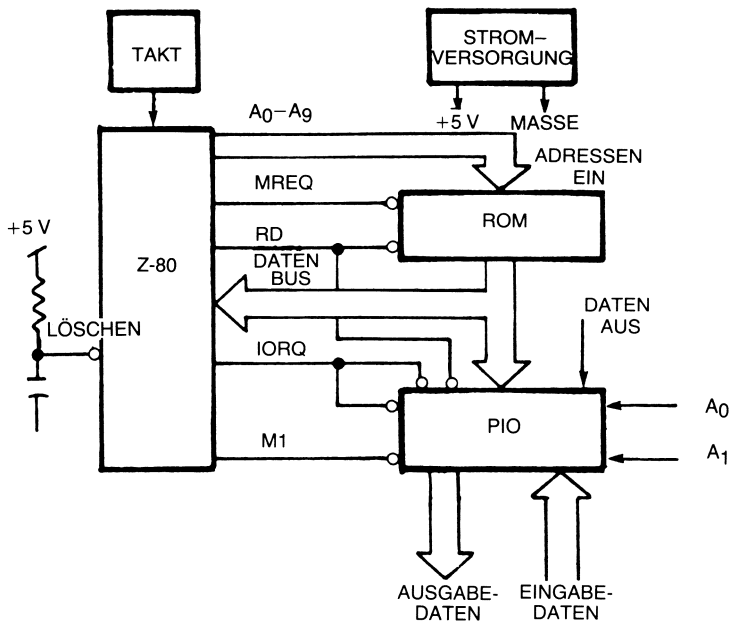 TAKT
STROM–
VERSORGUNG
A0–A9
+5 V
MASSE
ADRESSEN
EIN
MREQ
ROM
+5 V
RD
Z-80
DATEN
BUS
DATEN
AUS
LÖSCHEN
IORQ
A0
PIO
M1
A1
AUSGABE-
DATEN
EINGABE-
DATEN